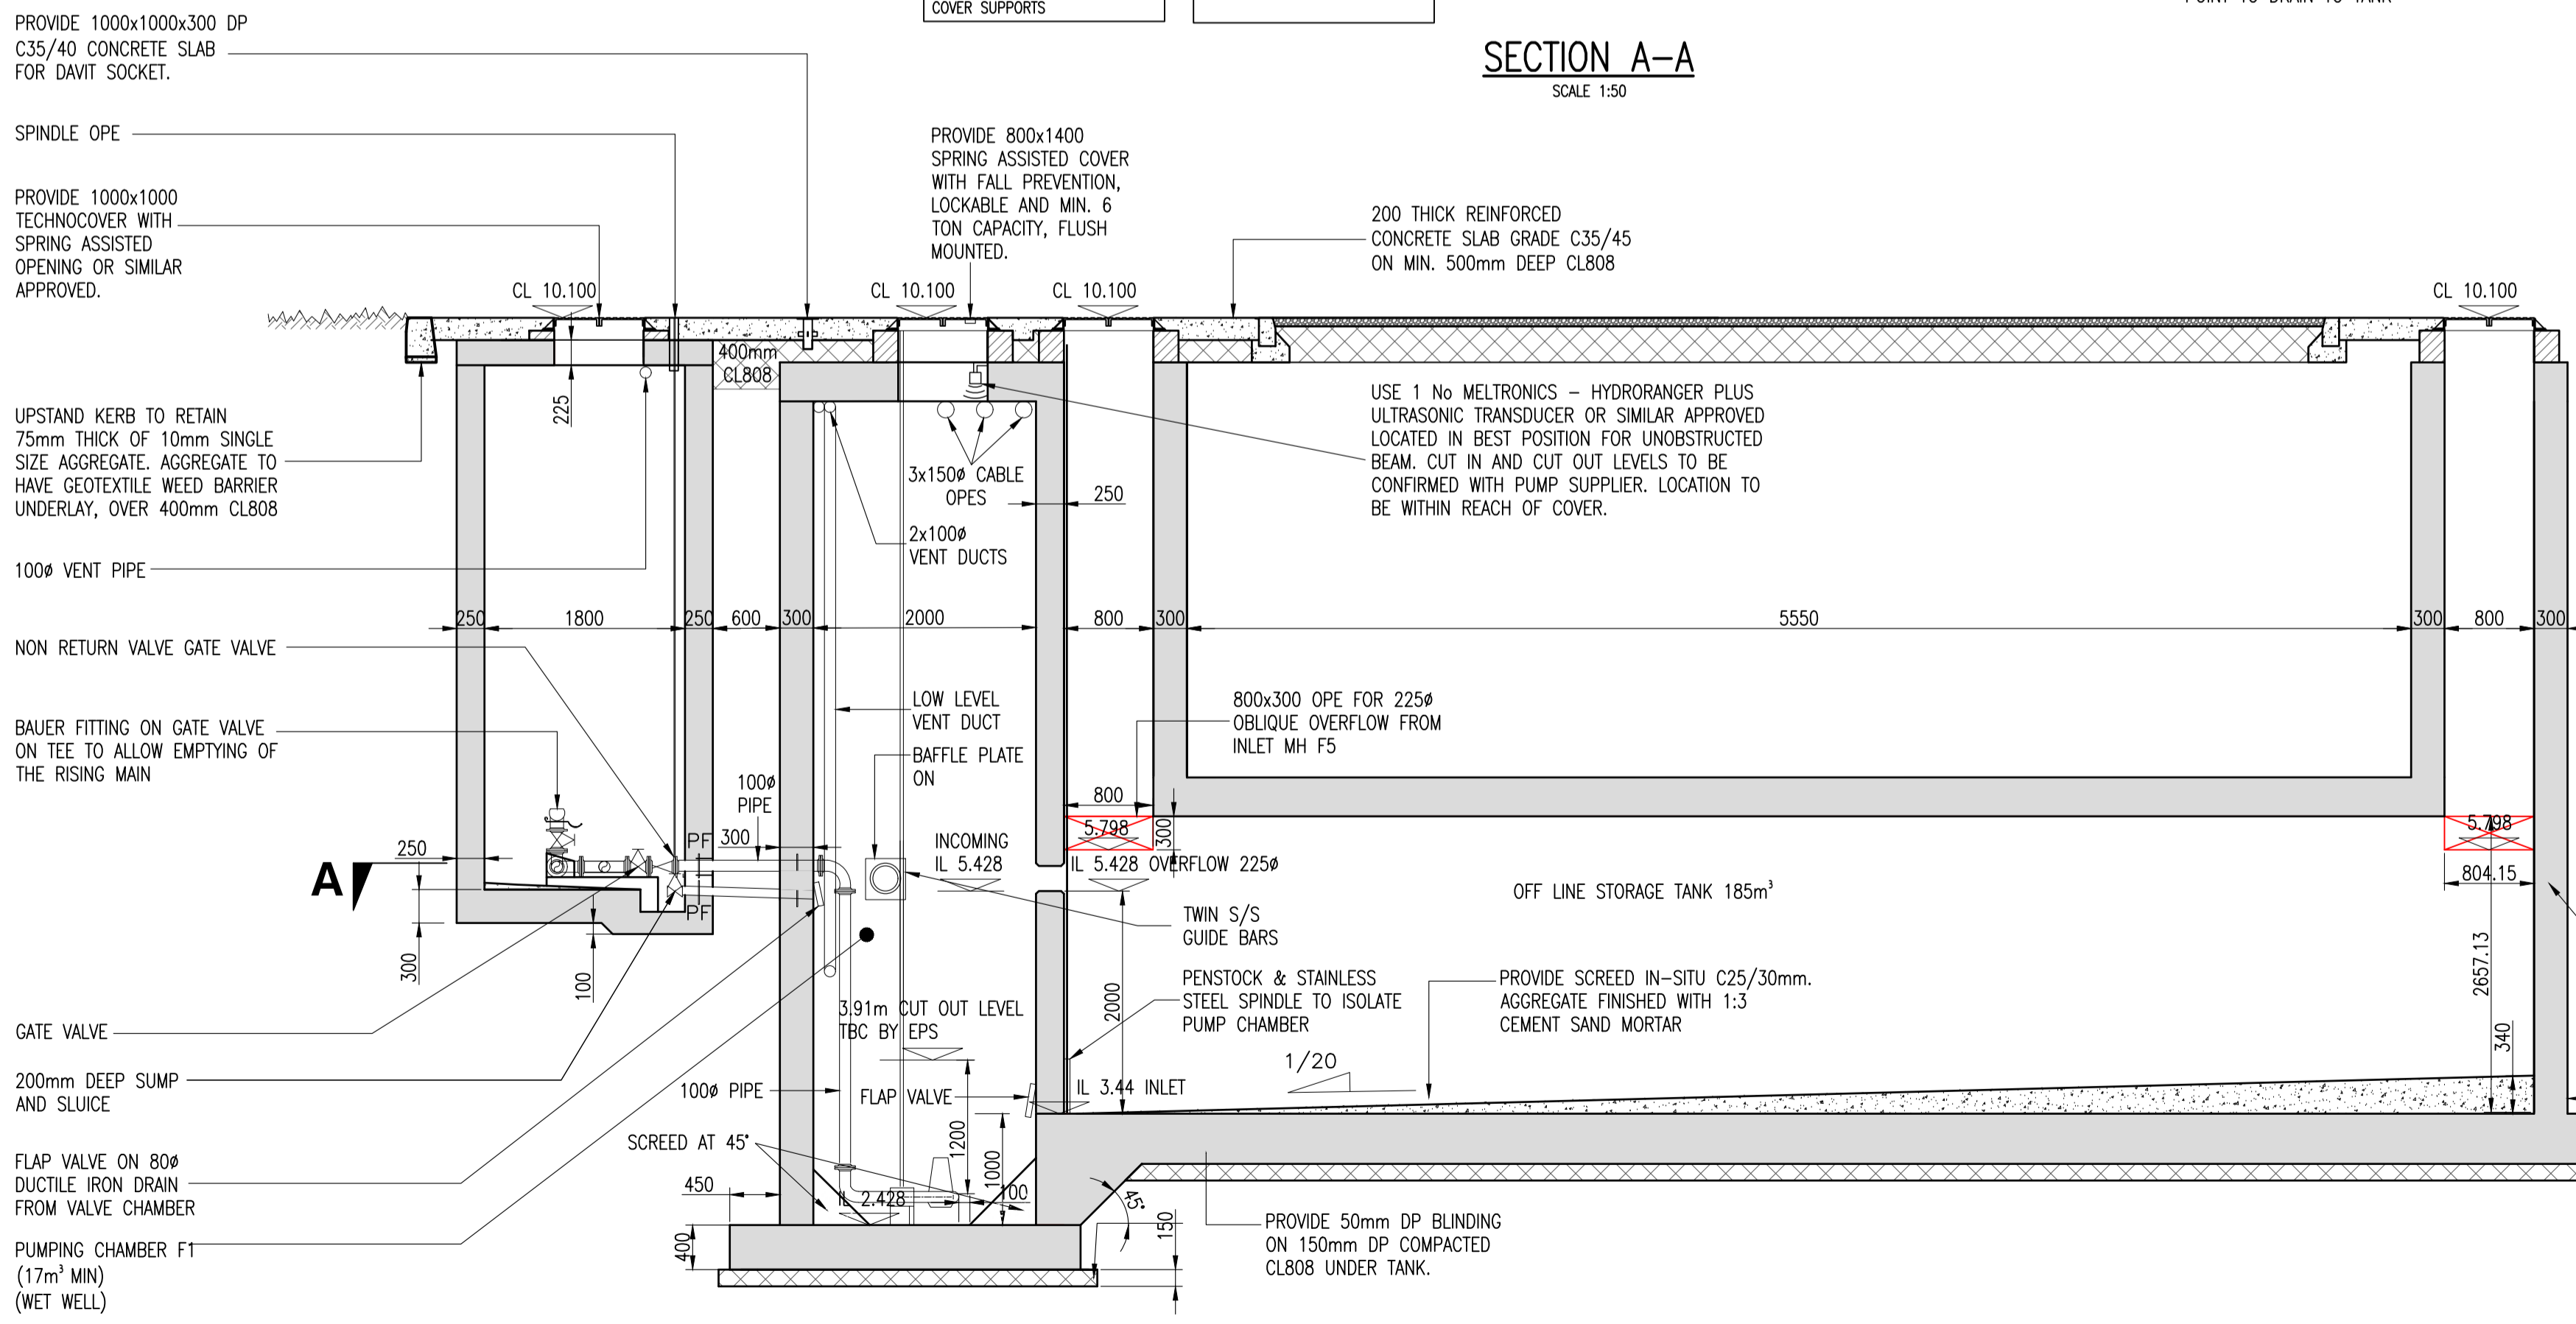 COVER SUPPORTS
SECTION A-A
SCALE 1:50
PROVIDE 1000x1000x300 DP
C35/40 CONCRETE SLAB
FOR DAVIT SOCKET.
SPINDLE OPE
PROVIDE 1000x1000
TECHNOCOVER WITH
SPRING ASSISTED
OPENING OR SIMILAR
APPROVED.
PROVIDE 800x1400
SPRING ASSISTED COVER
WITH FALL PREVENTION,
LOCKABLE AND MIN. 6
TON CAPACITY, FLUSH
MOUNTED.
200 THICK REINFORCED
CONCRETE SLAB GRADE C35/45
ON MIN. 500mm DEEP CL808
CL 10.100
CL 10.100
CL 10.100
CL 10.100
400mm
CL808
225
UPSTAND KERB TO RETAIN
75mm THICK OF 10mm SINGLE
SIZE AGGREGATE. AGGREGATE TO
HAVE GEOTEXTILE WEED BARRIER
UNDERLAY, OVER 400mm CL808
USE 1 No MELTRONICS – HYDRORANGER PLUS
ULTRASONIC TRANSDUCER OR SIMILAR APPROVED
LOCATED IN BEST POSITION FOR UNOBSTRUCTED
BEAM. CUT IN AND CUT OUT LEVELS TO BE
CONFIRMED WITH PUMP SUPPLIER. LOCATION TO
BE WITHIN REACH OF COVER.
3x150ø CABLE
OPES
250
2x100ø
VENT DUCTS
100ø VENT PIPE
250
1800
250
600
300
2000
800
300
5550
300
800
300
NON RETURN VALVE GATE VALVE
BAUER FITTING ON GATE VALVE
ON TEE TO ALLOW EMPTYING OF
THE RISING MAIN
LOW LEVEL
VENT DUCT
BAFFLE PLATE
ON
800x300 OPE FOR 225ø
OBLIQUE OVERFLOW FROM
INLET MH F5
100ø
PIPE
800
5.798
300
5.798
804.15
PF
300
PF
250
A
INCOMING
IL 5.428
IL 5.428 OVERFLOW 225ø
OFF LINE STORAGE TANK 185m³
300
100
TWIN S/S
GUIDE BARS
2657.13
PENSTOCK & STAINLESS
STEEL SPINDLE TO ISOLATE
PUMP CHAMBER
PROVIDE SCREED IN-SITU C25/30mm.
AGGREGATE FINISHED WITH 1:3
CEMENT SAND MORTAR
2000
3.91m CUT OUT LEVEL
TBC BY EPS
GATE VALVE
340
1/20
200mm DEEP SUMP
AND SLUICE
100ø PIPE
FLAP VALVE
IL 3.44 INLET
1200
1000
SCREED AT 45°
FLAP VALVE ON 80ø
DUCTILE IRON DRAIN
FROM VALVE CHAMBER
450
IL 2.428
100
45°
150
400
PROVIDE 50mm DP BLINDING
ON 150mm DP COMPACTED
CL808 UNDER TANK.
PUMPING CHAMBER F1
(17m³ MIN)
(WET WELL)